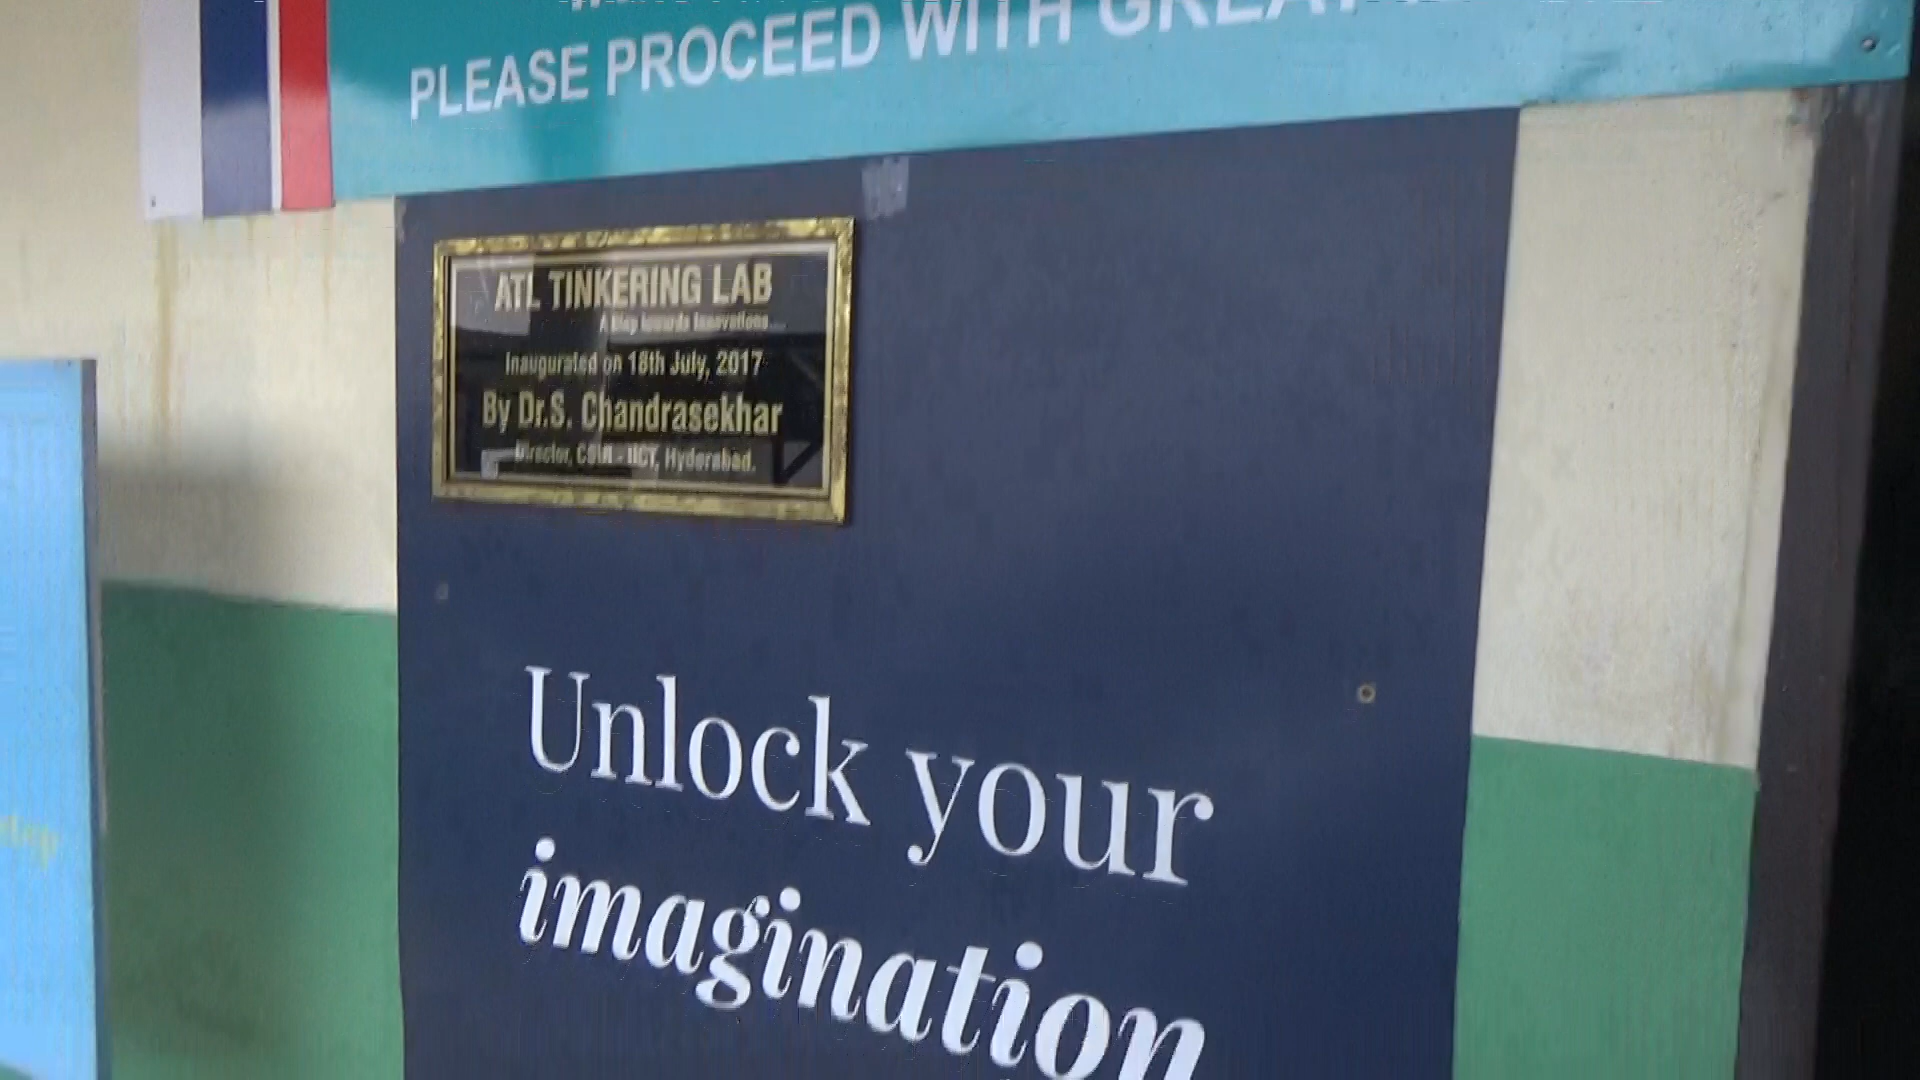 PLEASE PROCEED WITH GREAT
ATL TINKERING LAB
A Step towards Innovations...
Inaugurated on 18th July, 2017
By Dr.S. Chandrasekhar
Director, CSIR - IICT, Hyderabad.
Unlock your
imagination